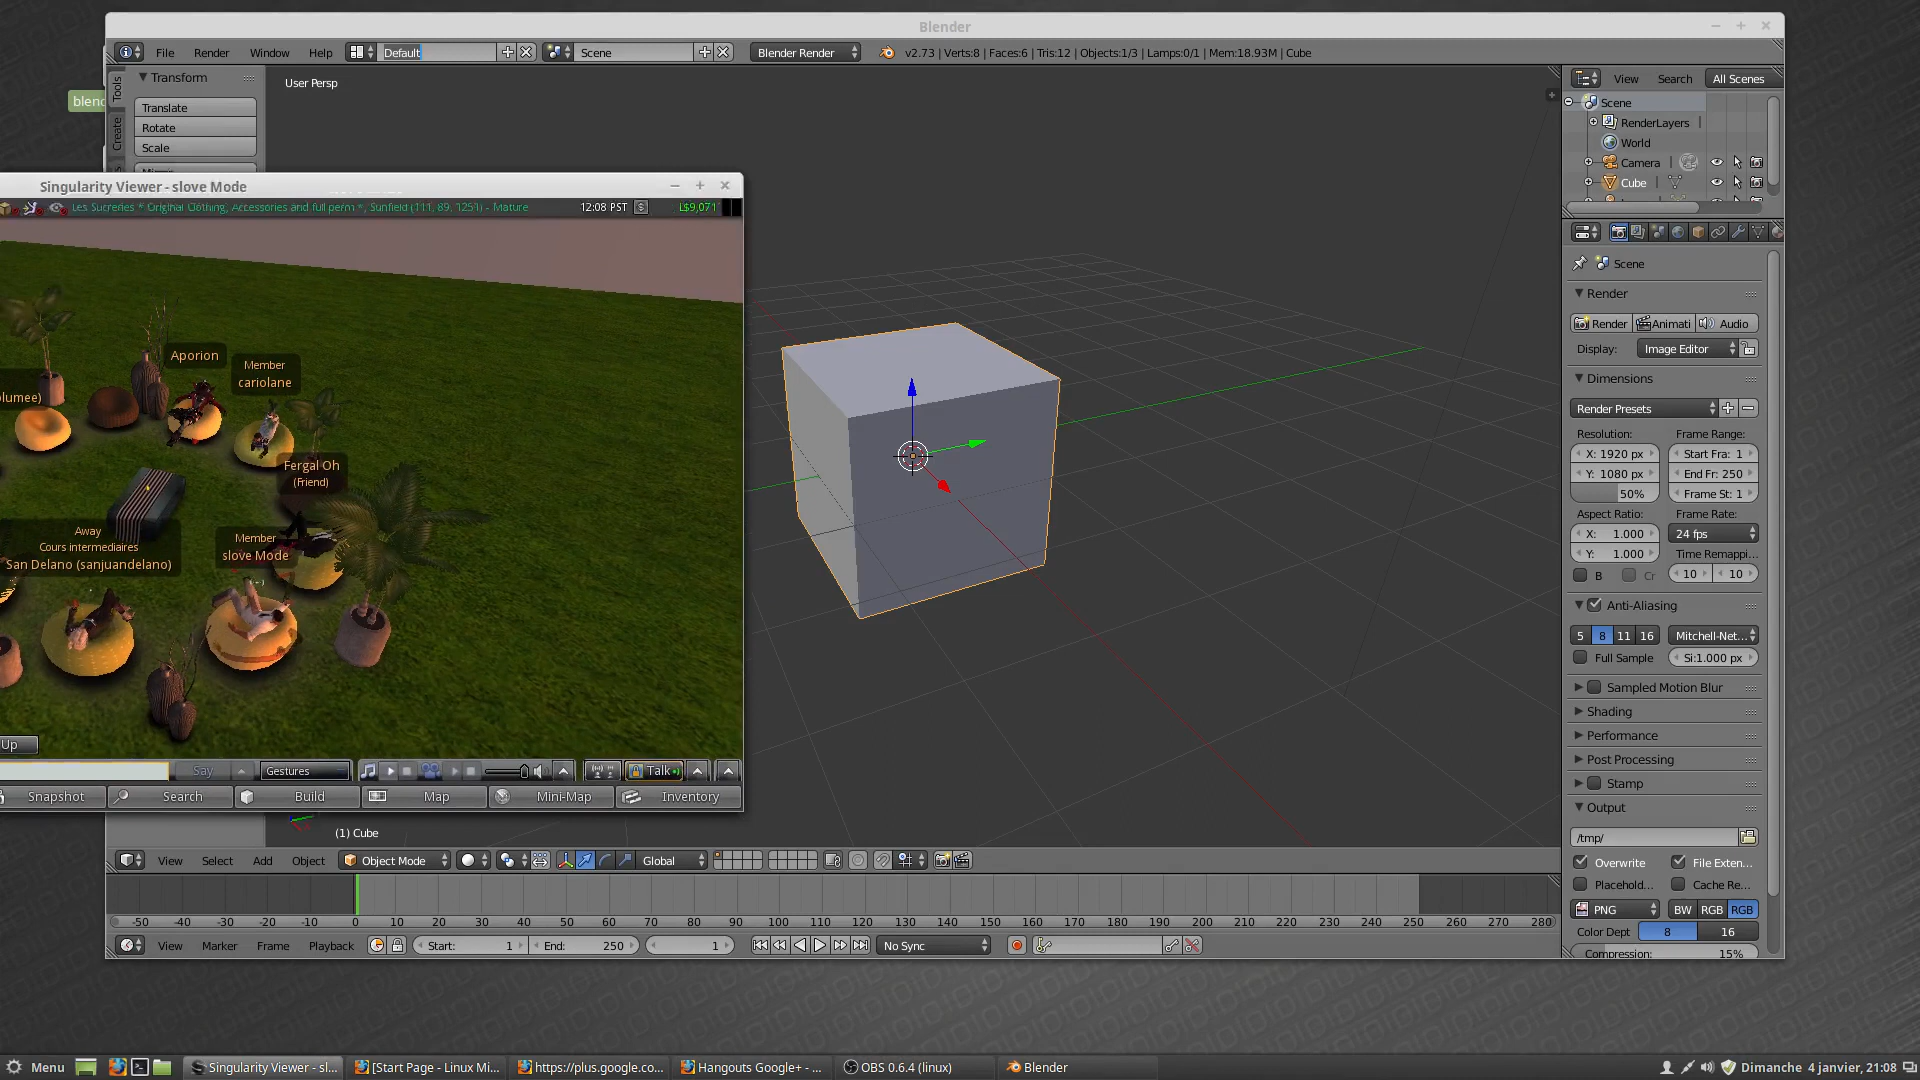 Blender
File Render Window Help Default Scene Blender Render v2.73 | Verts:8 | Faces:6 | Tris:12 | Objects:1/3 | Lamps:0/1 | Mem:18.93M | Cube
Tools
Create
Transform
Translate
Rotate
Scale
User Persp
blend
Singularity Viewer - slove Mode
Les Sucreries * Original Clothing, Accessories and full perm *, Sunfield (111, 89, 1251) - Mature 12:08 PST $ L$9,071
Aporion
Member
cariolane
plumee)
Fergal Oh
(Friend)
Away
Cours intermediaires
San Delano (sanjuandelano)
Member
slove Mode
Up
Say Gestures Talk
Snapshot Search Build Map Mini-Map Inventory
(1) Cube
View Select Add Object Object Mode Global
-50 -40 -30 -20 -10 0 10 20 30 40 50 60 70 80 90 100 110 120 130 140 150 160 170 180 190 200 210 220 230 240 250 260 270 280
View Marker Frame Playback Start: 1 End: 250 1 No Sync
View Search All Scenes
Scene
RenderLayers
World
Camera
Cube
Scene
Render
Render Animati Audio
Display: Image Editor
Dimensions
Render Presets
Resolution: Frame Range:
X: 1920 px Start Fra: 1
Y: 1080 px End Fr: 250
50% Frame St: 1
Aspect Ratio: Frame Rate:
X: 1.000 24 fps
Y: 1.000 Time Remappi...
B Cr 10 10
Anti-Aliasing
5 8 11 16 Mitchell-Net...
Full Sample Si:1.000 px
Sampled Motion Blur
Shading
Performance
Post Processing
Stamp
Output
/tmp/
Overwrite File Exten...
Placehold... Cache Re...
PNG BW RGB RGB
Color Dept 8 16
Compression: 15%
Menu Singularity Viewer - sl... [Start Page - Linux Mi... https://plus.google.co... Hangouts Google+ - ... OBS 0.6.4 (linux) Blender Dimanche 4 janvier, 21:08